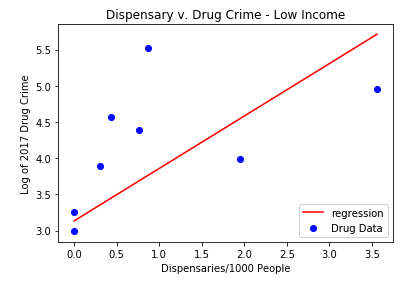 Dispensary v. Drug Crime - Low Income
Log of 2017 Drug Crime
5.5
5.0
4.5
4.0
3.5
3.0
0.0 0.5 1.0 1.5 2.0 2.5 3.0 3.5
Dispensaries/1000 People
regression
Drug Data